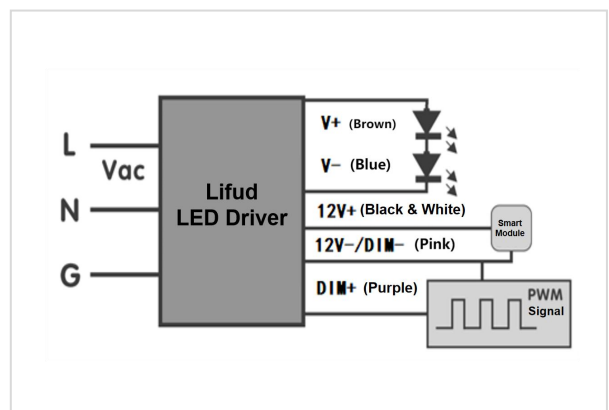 L
Vac
N
G
Lifud
LED Driver
V+ (Brown)
V- (Blue)
12V+ (Black & White)
12V-/DIM- (Pink)
DIM+ (Purple)
Smart
Module
PWM
Signal